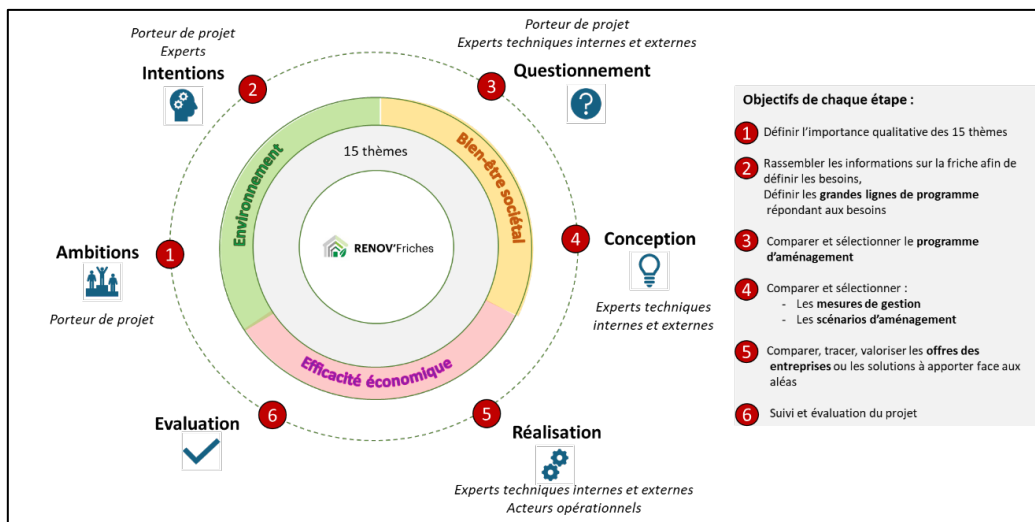 Porteur de projet
Experts
Intentions
2
Porteur de projet
Experts techniques internes et externes
Questionnement
3
?
15 thèmes
Environnement
Bien-être sociétal
Efficacité économique
RENOV'Friches
Ambitions
1
Porteur de projet
4
Conception
Experts techniques
internes et externes
6
Evaluation
5
Réalisation
Experts techniques internes et externes
Acteurs opérationnels
Objectifs de chaque étape :
1 Définir l'importance qualitative des 15 thèmes
2 Rassembler les informations sur la friche afin de
définir les besoins,
Définir les grandes lignes de programme
répondant aux besoins
3 Comparer et sélectionner le programme
d'aménagement
4 Comparer et sélectionner :
- Les mesures de gestion
- Les scénarios d'aménagement
5 Comparer, tracer, valoriser les offres des
entreprises ou les solutions à apporter face aux
aléas
6 Suivi et évaluation du projet